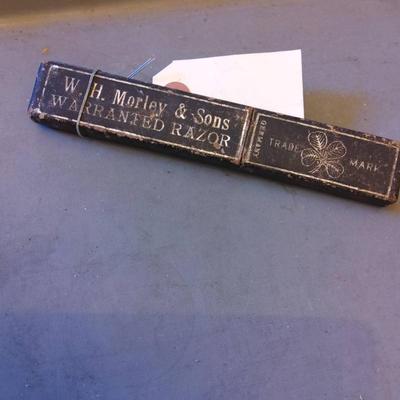 W. H. Morley & Sons
WARRANTED RAZOR
GERMANY
TRADE MARK